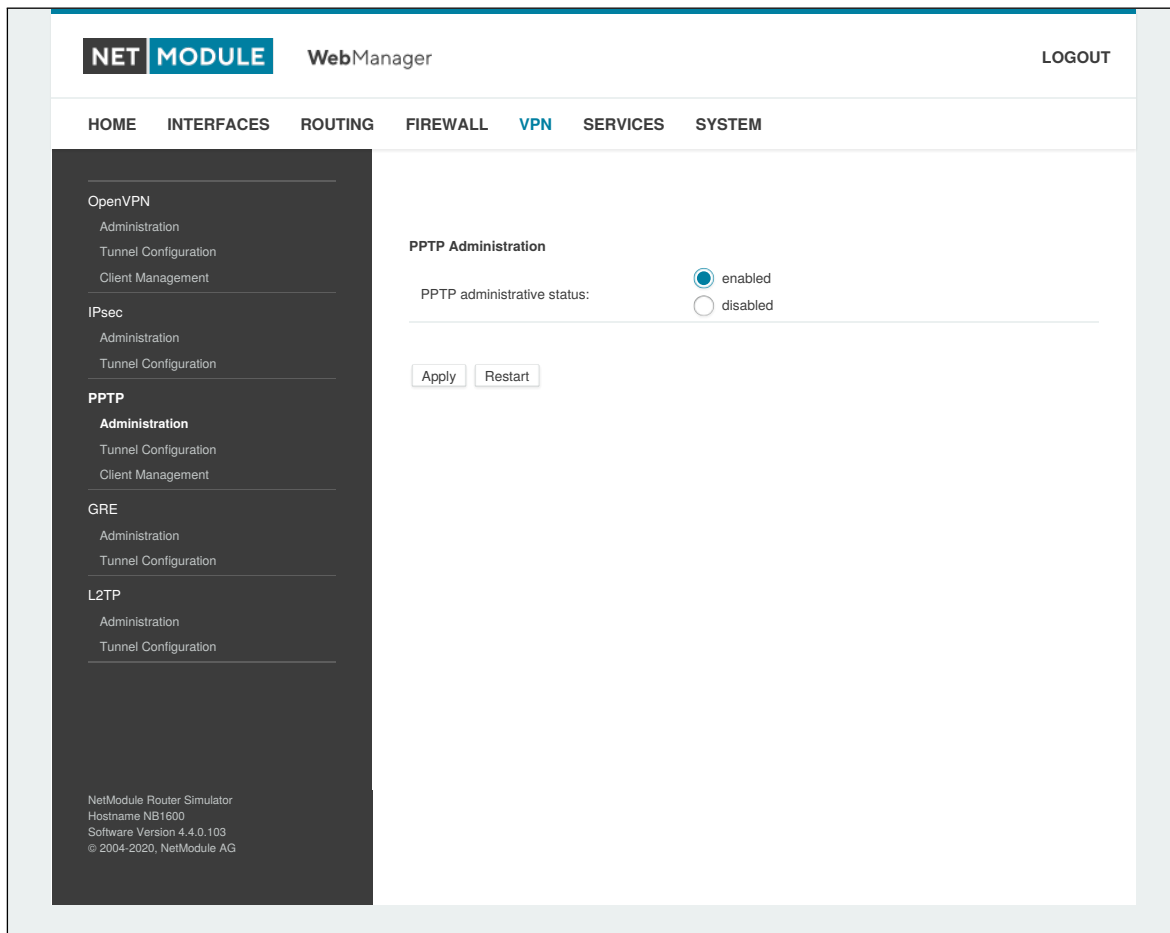 NET MODULE WebManager LOGOUT
HOME INTERFACES ROUTING FIREWALL VPN SERVICES SYSTEM
OpenVPN
Administration
Tunnel Configuration
Client Management
IPsec
Administration
Tunnel Configuration
PPTP
Administration
Tunnel Configuration
Client Management
GRE
Administration
Tunnel Configuration
L2TP
Administration
Tunnel Configuration
NetModule Router Simulator
Hostname NB1600
Software Version 4.4.0.103
© 2004-2020, NetModule AG
PPTP Administration
PPTP administrative status:
enabled
disabled
Apply Restart